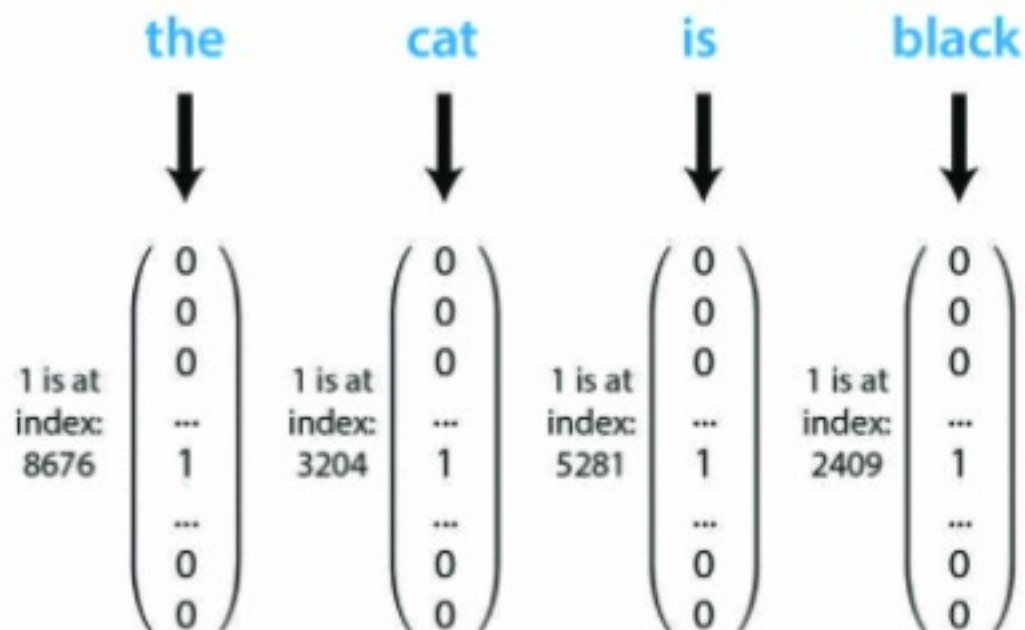 the cat is black
0 0 0 0
0 0 0 0
0 0 0 0
1 is at 1 is at 1 is at 1 is at
index: ... index: ... index: ... index: ...
8676 1 3204 1 5281 1 2409 1
... ... ... ...
0 0 0 0
0 0 0 0